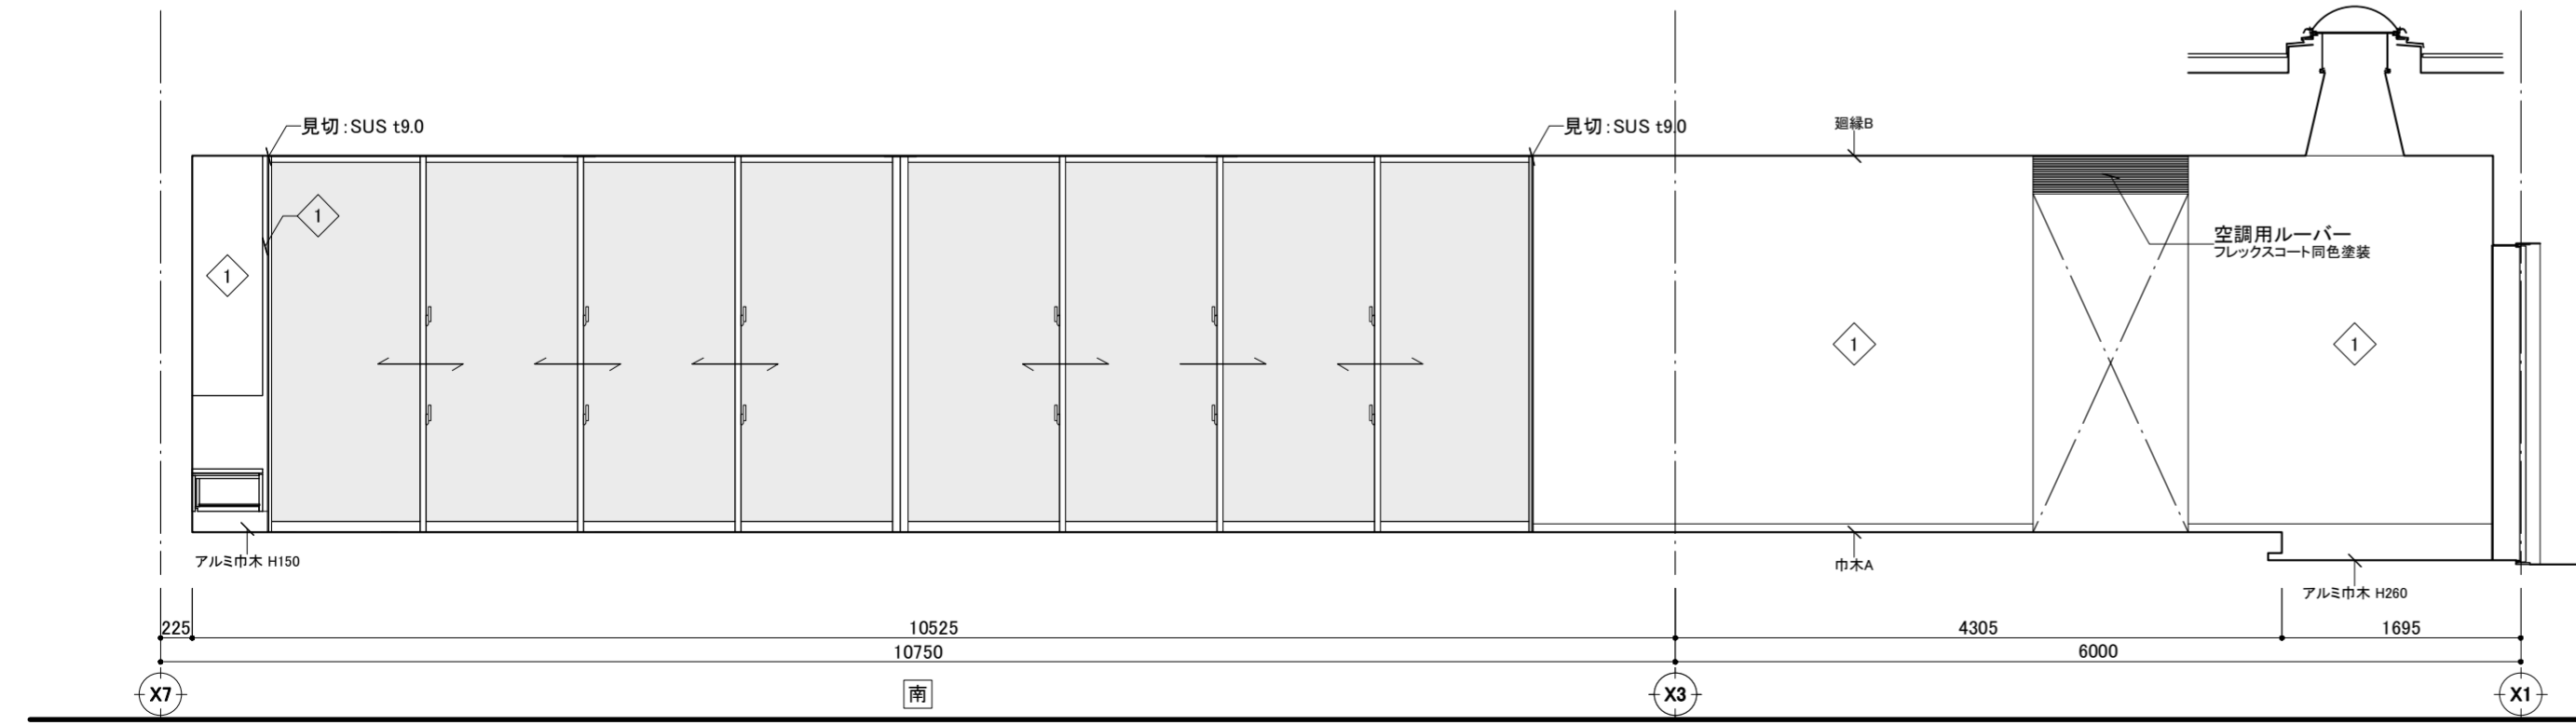 見切:SUS t9.0
見切:SUS t9.0
廻縁B
1
1
空調用ルーバー
フレックスコート同色塗装
1
1
アルミ巾木 H150
巾木A
アルミ巾木 H260
225
10525
4305
1695
10750
6000
X7
南
X3
X1